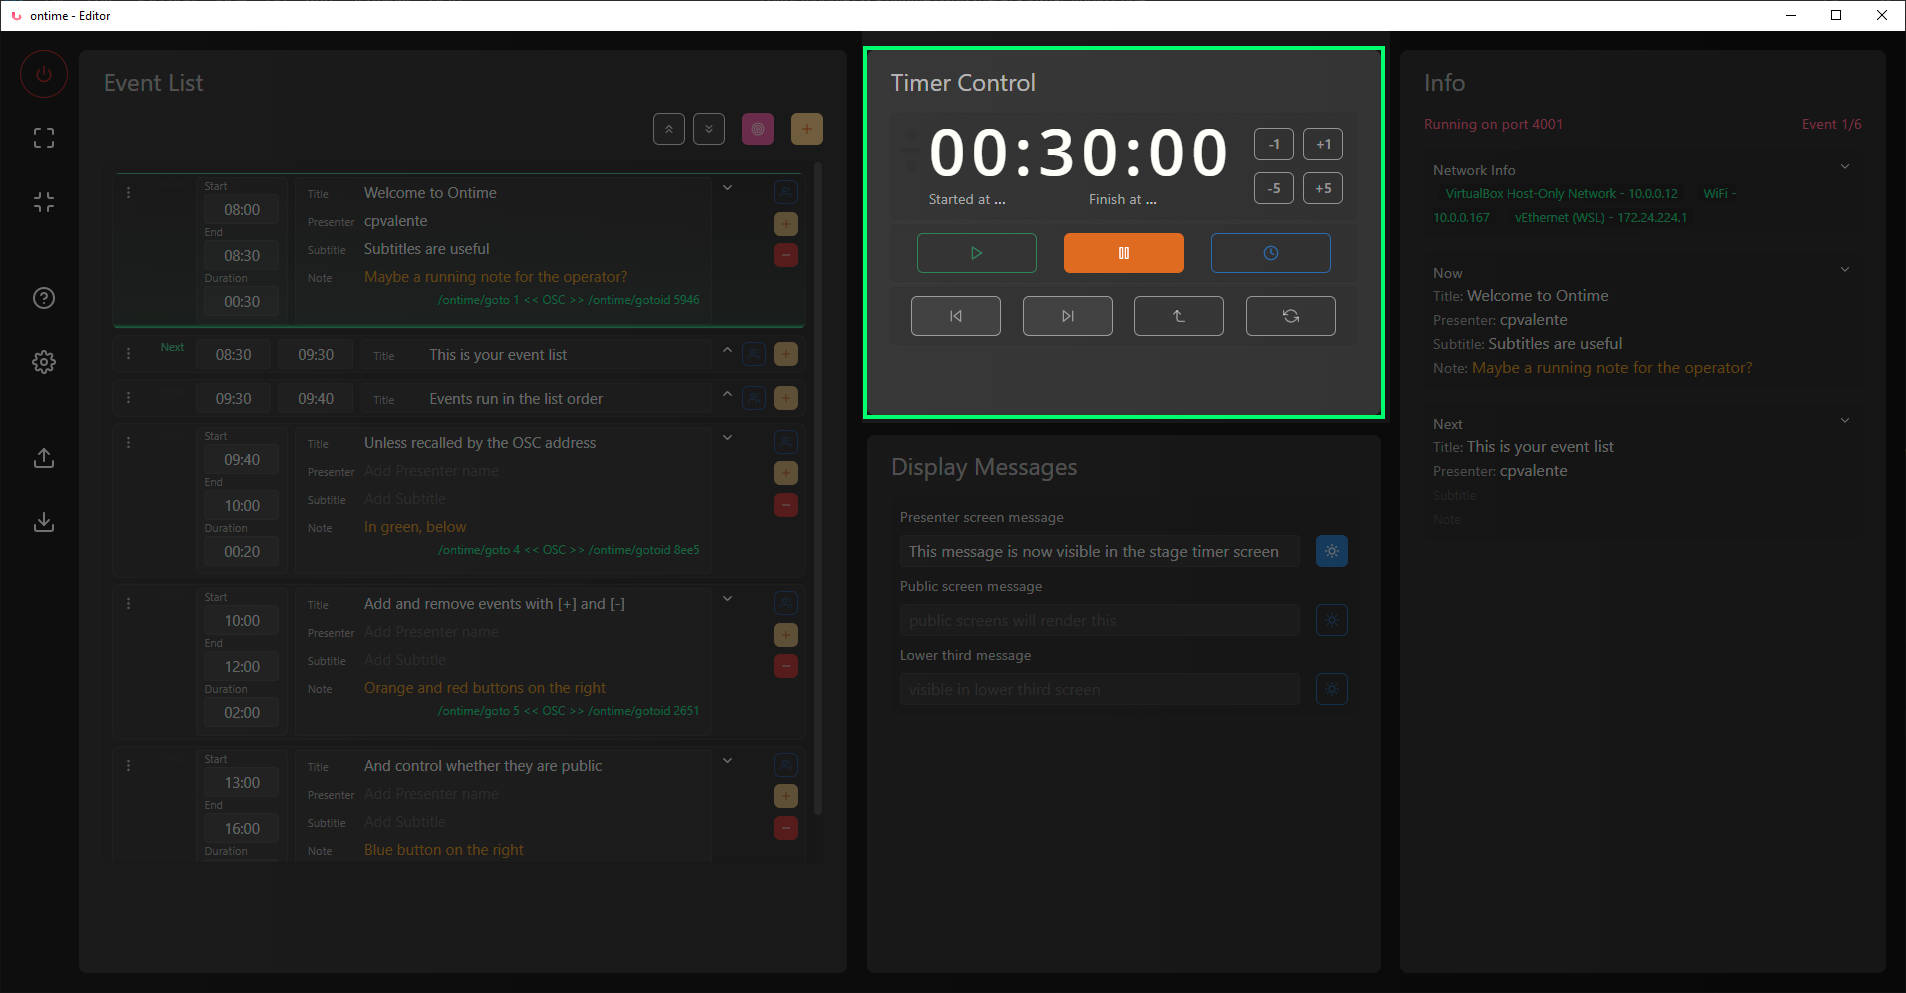 ontime - Editor
Event List
Start
08:00
End
08:30
Duration
00:30
Title Welcome to Ontime
Presenter cpvalente
Subtitle Subtitles are useful
Note Maybe a running note for the operator?
/ontime/goto 1 << OSC >> /ontime/gotoid 5946
Next 08:30 09:30 Title This is your event list
09:30 09:40 Title Events run in the list order
Start
09:40
End
10:00
Duration
00:20
Title Unless recalled by the OSC address
Presenter Add Presenter name
Subtitle Add Subtitle
Note In green, below
/ontime/goto 4 << OSC >> /ontime/gotoid 8ee5
Start
10:00
End
12:00
Duration
02:00
Title Add and remove events with [+] and [-]
Presenter Add Presenter name
Subtitle Add Subtitle
Note Orange and red buttons on the right
/ontime/goto 5 << OSC >> /ontime/gotoid 2651
Start
13:00
End
16:00
Duration
Title And control whether they are public
Presenter Add Presenter name
Subtitle Add Subtitle
Note Blue button on the right
Timer Control
00:30:00
-1 +1
-5 +5
Started at ... Finish at ...
Display Messages
Presenter screen message
This message is now visible in the stage timer screen
Public screen message
public screens will render this
Lower third message
visible in lower third screen
Info
Running on port 4001 Event 1/6
Network Info
VirtualBox Host-Only Network - 10.0.0.12 WiFi -
10.0.0.167 vEthernet (WSL) - 172.24.224.1
Now
Title: Welcome to Ontime
Presenter: cpvalente
Subtitle: Subtitles are useful
Note: Maybe a running note for the operator?
Next
Title: This is your event list
Presenter: cpvalente
Subtitle
Note